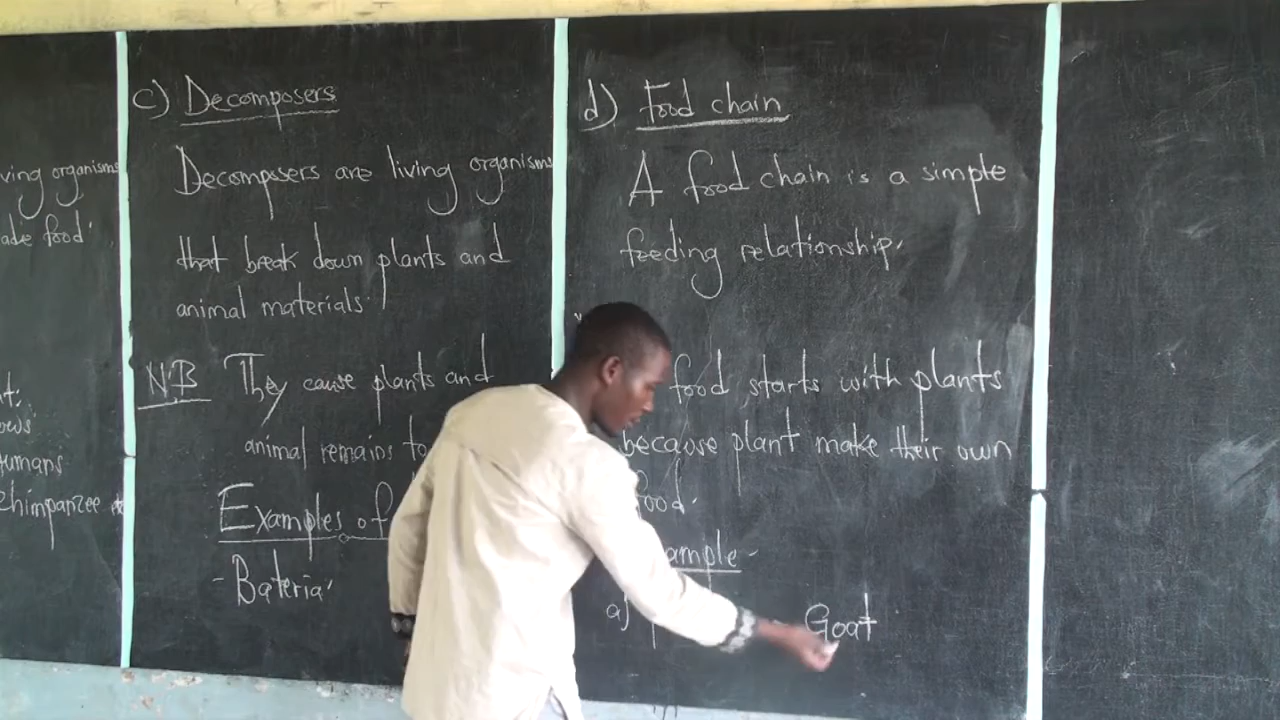 ving organisms
ade food
ows
umans
chimpanzee
c) Decomposers
Decomposers are living organisms
that break down plants and
animal materials.
N.B They cause plants and
animal remains to
Examples of
- Bateria
d) Food chain
A food chain is a simple
feeding relationship.
food starts with plants
because plant make their own
food.
ample -
a) Goat